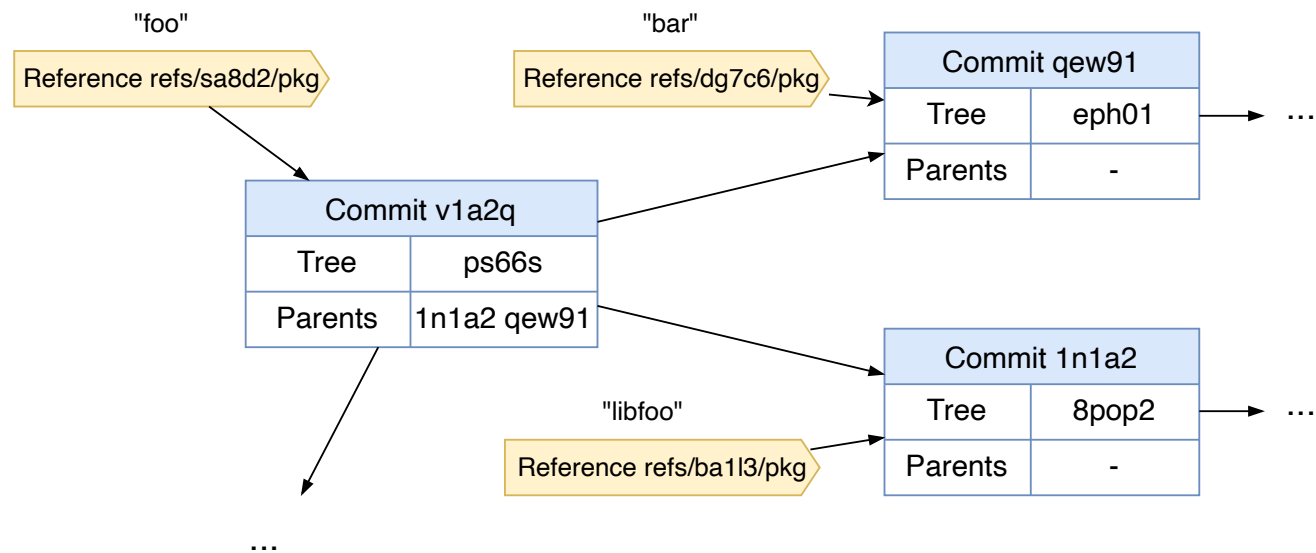 "foo"
Reference refs/sa8d2/pkg
"bar"
Reference refs/dg7c6/pkg
Commit qew91
Tree eph01
Parents -
...
Commit v1a2q
Tree ps66s
Parents 1n1a2 qew91
...
"libfoo"
Reference refs/ba1l3/pkg
Commit 1n1a2
Tree 8pop2
Parents -
...